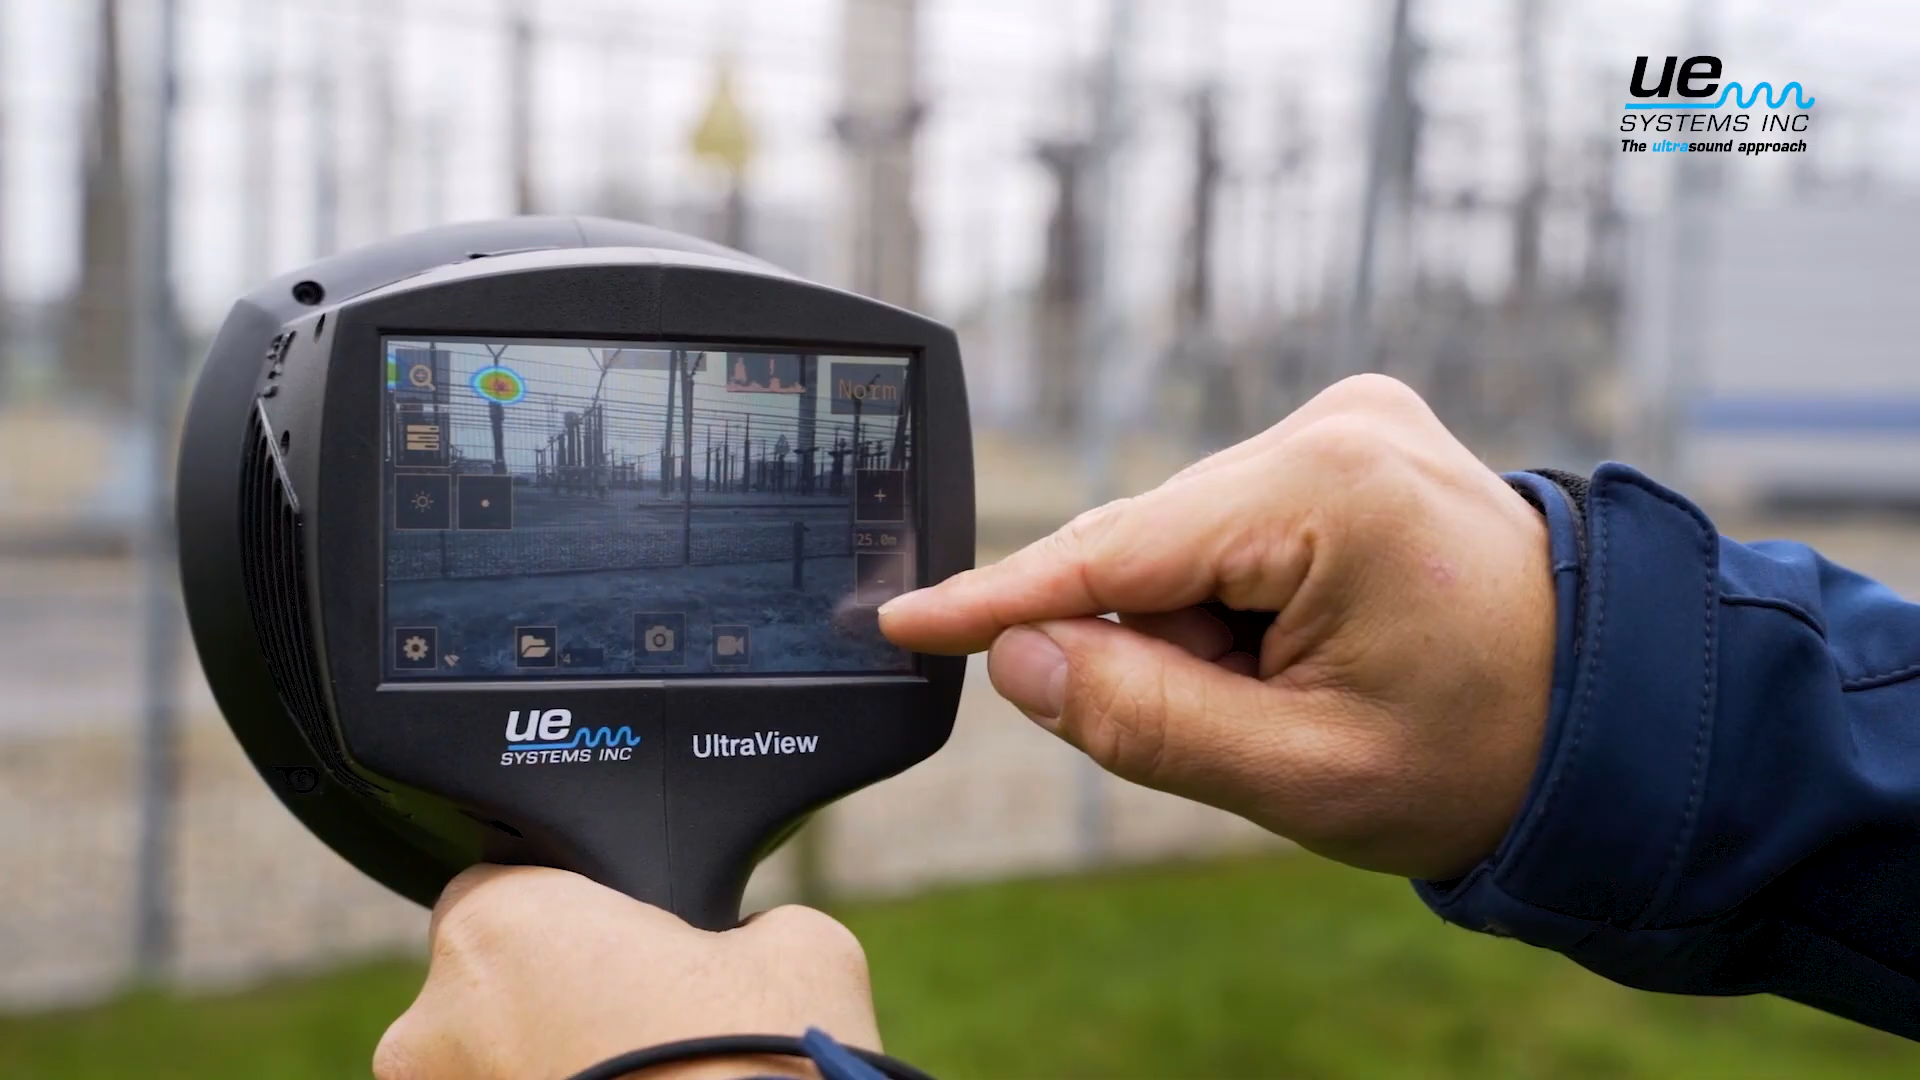 ue
SYSTEMS INC
The ultrasound approach
Norm
+
25.0m
-
ue
SYSTEMS INC
UltraView